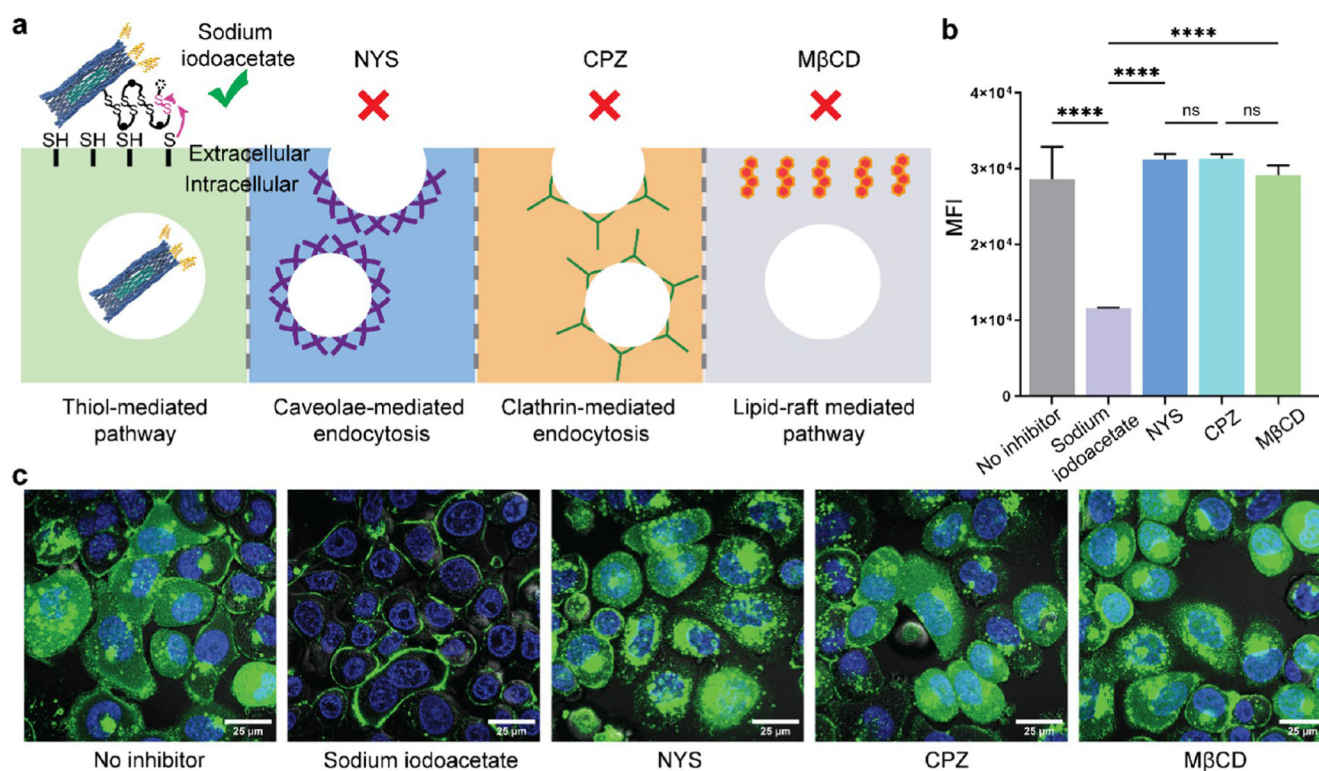 a
Sodium
iodoacetate
NYS
CPZ
MβCD
S S S S S
SH SH SH S
Extracellular
Intracellular
Thiol-mediated
pathway
Caveolae-mediated
endocytosis
Clathrin-mediated
endocytosis
Lipid-raft mediated
pathway
b
****
****
****
ns
ns
MFI
4×10⁴
3×10⁴
2×10⁴
1×10⁴
0
No inhibitor
Sodium
iodoacetate
NYS
CPZ
MβCD
c
25 µm
25 µm
25 µm
25 µm
25 µm
No inhibitor
Sodium iodoacetate
NYS
CPZ
MβCD